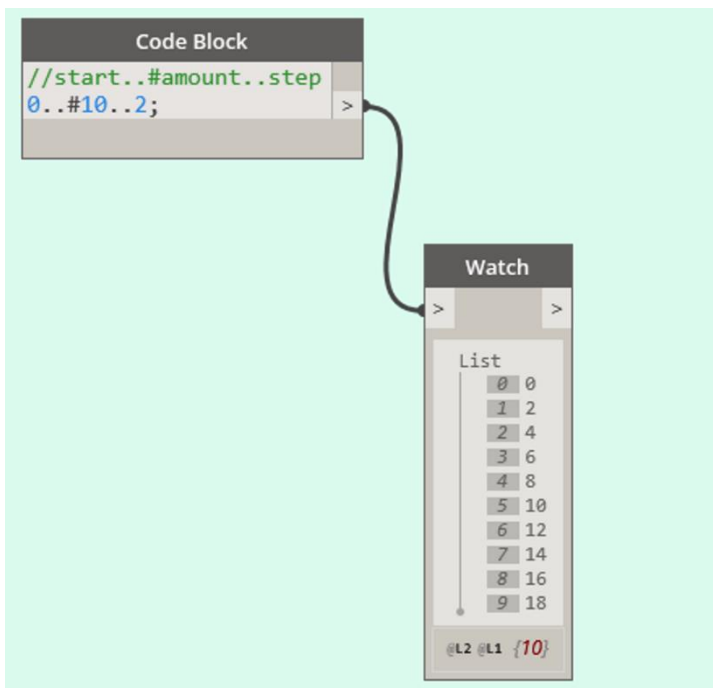 Code Block
//start..#amount..step
0..#10..2;
>
Watch
> >
List
0 0
1 2
2 4
3 6
4 8
5 10
6 12
7 14
8 16
9 18
@L2 @L1 {10}